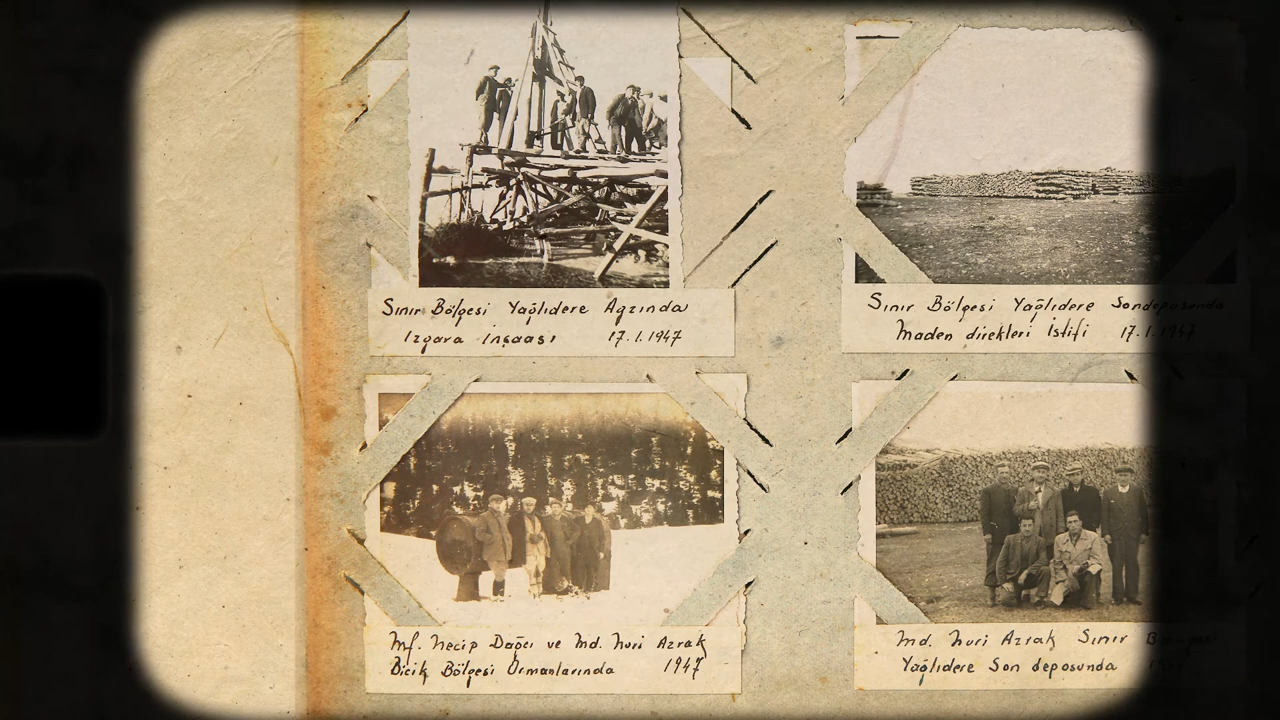 Sınır Bölgesi Yağlıdere Ağzında
Izgara inşaası 17.1.1947
Sınır Bölgesi Yağlıdere Sondeposunda
Maden direkleri İstifi 17.1.1947
Mf. Necip Dağcı ve Md. Nuri Azrak
Bicik Bölgesi Ormanlarında 1947
Md. Nuri Azrak Sınır
Yağlıdere Son deposunda